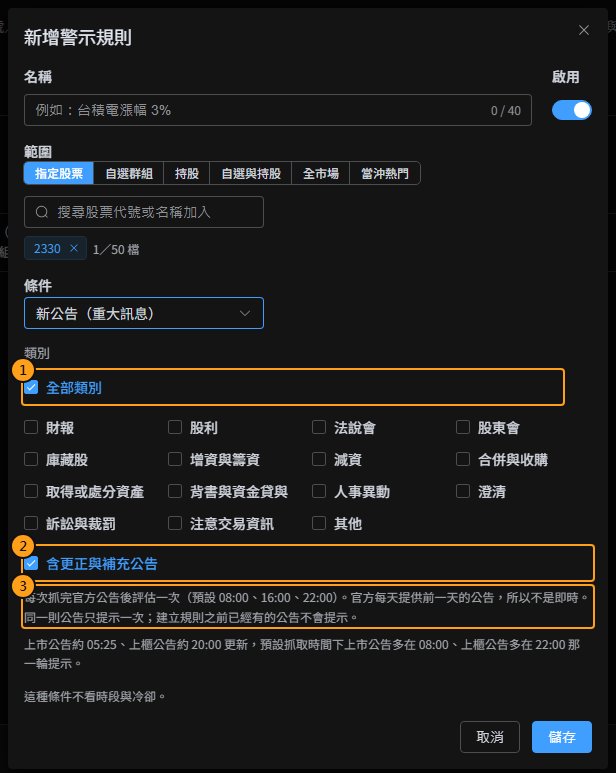 新增警示規則
名稱 啟用
例如：台積電漲幅 3% 0 / 40
範圍
指定股票 自選群組 持股 自選與持股 全市場 當沖熱門
搜尋股票代號或名稱加入
2330 × 1／50 檔
條件
新公告（重大訊息）
類別
1
全部類別
財報 股利 法說會 股東會
庫藏股 增資與籌資 減資 合併與收購
取得或處分資產 背書與資金貸與 人事異動 澄清
訴訟與裁罰 注意交易資訊 其他
2
含更正與補充公告
3
每次抓完官方公告後評估一次（預設 08:00、16:00、22:00）。官方每天提供前一天的公告，所以不是即時。
同一則公告只提示一次；建立規則之前已經有的公告不會提示。
上市公告約 05:25、上櫃公告約 20:00 更新，預設抓取時間下上市公告多在 08:00、上櫃公告多在 22:00 那
一輪提示。
這種條件不看時段與冷卻。
取消 儲存